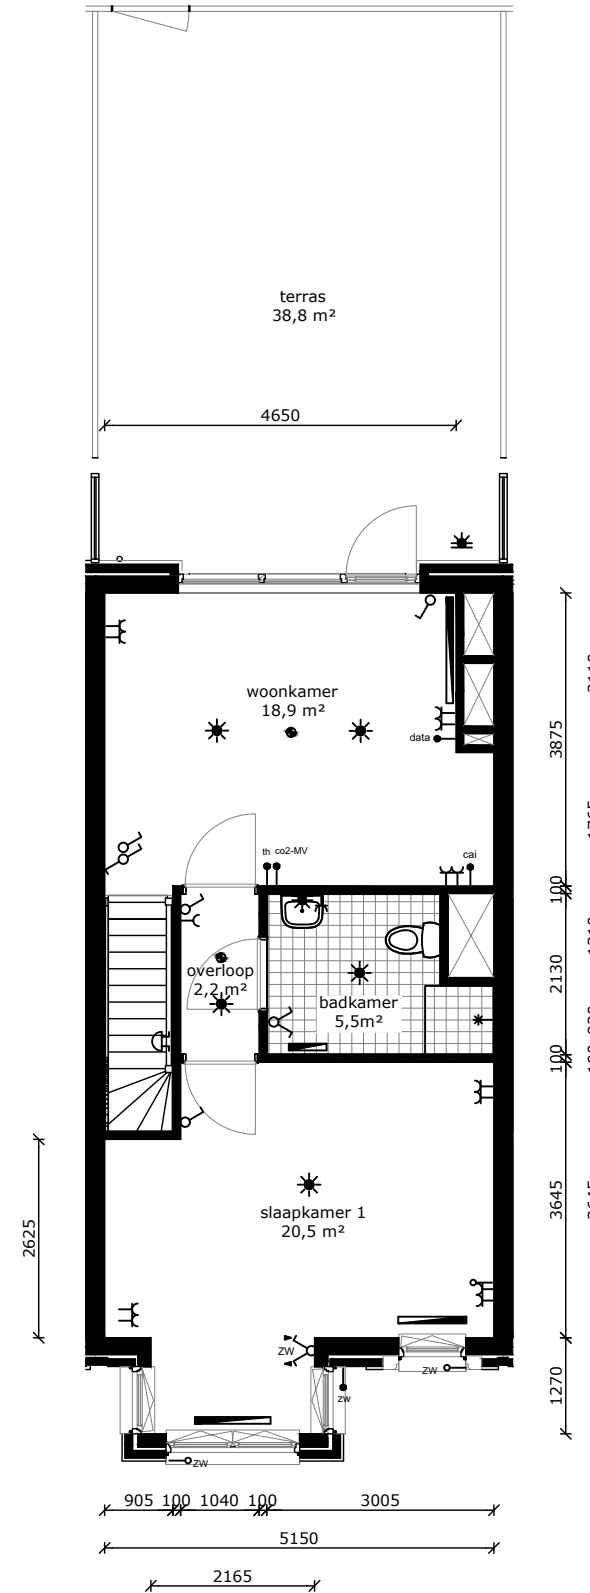 terras
38,8 m²
4650
woonkamer
18,9 m²
data
3875
th co2-MV
cai
100
overloop
2,2 m²
badkamer
5,5m²
2130
100
slaapkamer 1
20,5 m²
3645
2625
zw
zw
zw
zw
1270
905 100 1040 100 3005
5150
2165